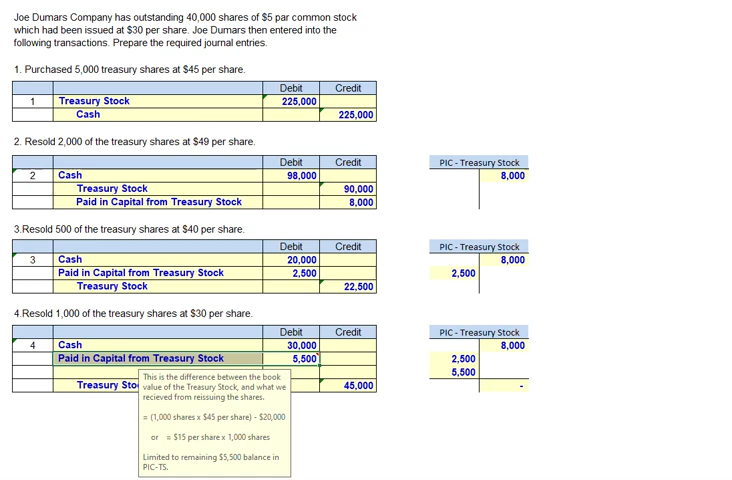 Joe Dumars Company has outstanding 40,000 shares of $5 par common stock
which had been issued at $30 per share. Joe Dumars then entered into the
following transactions. Prepare the required journal entries.
1. Purchased 5,000 treasury shares at $45 per share.
Debit Credit
1 Treasury Stock 225,000
Cash 225,000
2. Resold 2,000 of the treasury shares at $49 per share.
Debit Credit PIC - Treasury Stock
2 Cash 98,000 8,000
Treasury Stock 90,000
Paid in Capital from Treasury Stock 8,000
3.Resold 500 of the treasury shares at $40 per share.
Debit Credit PIC - Treasury Stock
3 Cash 20,000 8,000
Paid in Capital from Treasury Stock 2,500 2,500
Treasury Stock 22,500
4.Resold 1,000 of the treasury shares at $30 per share.
Debit Credit PIC - Treasury Stock
4 Cash 30,000 8,000
Paid in Capital from Treasury Stock 5,500 2,500
5,500
Treasury Sto 45,000 -
This is the difference between the book
value of the Treasury Stock, and what we
recieved from reissuing the shares.
= (1,000 shares x $45 per share) - $20,000
or = $15 per share x 1,000 shares
Limited to remaining $5,500 balance in
PIC-TS.